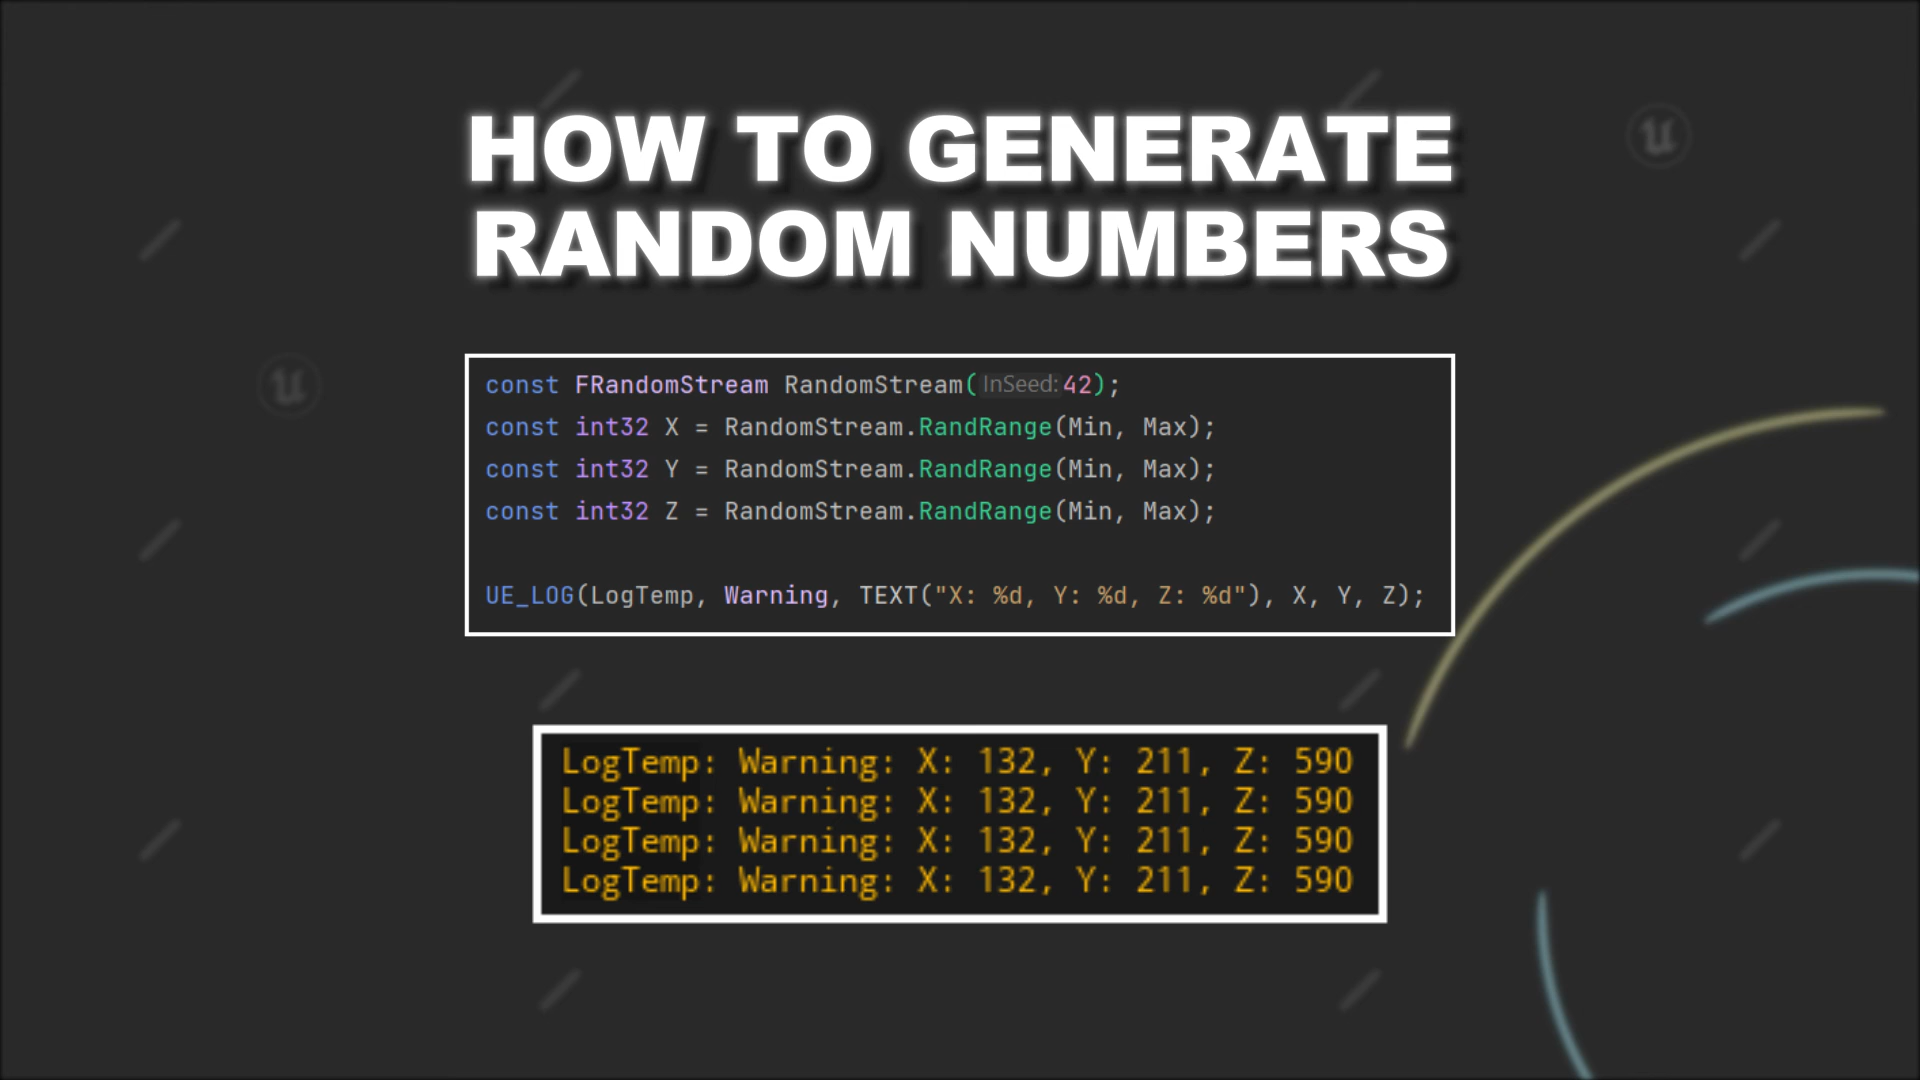 HOW TO GENERATE
RANDOM NUMBERS
const FRandomStream RandomStream(InSeed:42);
const int32 X = RandomStream.RandRange(Min, Max);
const int32 Y = RandomStream.RandRange(Min, Max);
const int32 Z = RandomStream.RandRange(Min, Max);
UE_LOG(LogTemp, Warning, TEXT("X: %d, Y: %d, Z: %d"), X, Y, Z);
LogTemp: Warning: X: 132, Y: 211, Z: 590
LogTemp: Warning: X: 132, Y: 211, Z: 590
LogTemp: Warning: X: 132, Y: 211, Z: 590
LogTemp: Warning: X: 132, Y: 211, Z: 590